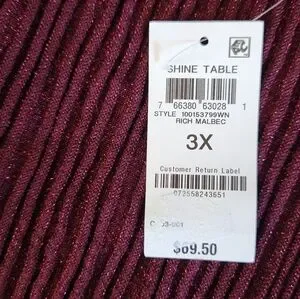 SHINE TABLE
7 66380 63028 1
STYLE 100153799WN
RICH MALBEC
3X
Customer Return Label
072558243651
$69.50